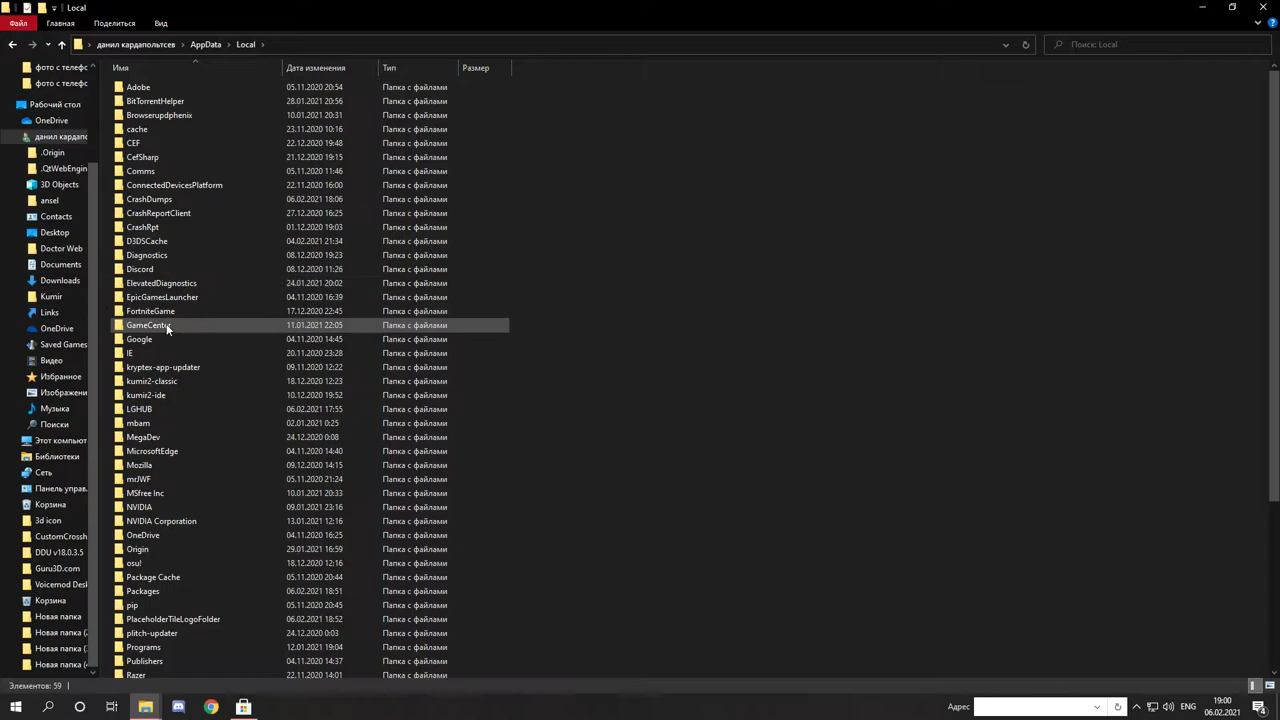 Local
Файл Главная Поделиться Вид
данил кардапольтсев AppData Local Поиск: Local
Имя Дата изменения Тип Размер
фото с телефс
фото с телефс
Рабочий стол
OneDrive
данил кардапо
.Origin
.QtWebEngin
3D Objects
ansel
Contacts
Desktop
Doctor Web
Documents
Downloads
Kumir
Links
OneDrive
Saved Games
Видео
Избранное
Изображени
Музыка
Поиски
Этот компьют
Библиотеки
Сеть
Панель управ.
Корзина
3d icon
CustomCrossh
DDU v18.0.3.5
Guru3D.com
Voicemod Desk
Корзина
Новая папка
Новая папка (2
Новая папка (
Новая папка (
Adobe 05.11.2020 20:54 Папка с файлами
BitTorrentHelper 28.01.2021 20:56 Папка с файлами
Browserupdphenix 10.01.2021 20:31 Папка с файлами
cache 23.11.2020 10:16 Папка с файлами
CEF 22.12.2020 19:48 Папка с файлами
CefSharp 21.12.2020 19:15 Папка с файлами
Comms 05.11.2020 11:46 Папка с файлами
ConnectedDevicesPlatform 22.11.2020 16:00 Папка с файлами
CrashDumps 06.02.2021 18:06 Папка с файлами
CrashReportClient 27.12.2020 16:25 Папка с файлами
CrashRpt 01.12.2020 19:03 Папка с файлами
D3DSCache 04.02.2021 21:34 Папка с файлами
Diagnostics 08.12.2020 19:23 Папка с файлами
Discord 08.12.2020 11:26 Папка с файлами
ElevatedDiagnostics 24.01.2021 20:02 Папка с файлами
EpicGamesLauncher 04.11.2020 16:39 Папка с файлами
FortniteGame 17.12.2020 22:45 Папка с файлами
GameCenter 11.01.2021 22:05 Папка с файлами
Google 04.11.2020 14:45 Папка с файлами
IE 20.11.2020 23:28 Папка с файлами
kryptex-app-updater 09.11.2020 12:22 Папка с файлами
kumir2-classic 18.12.2020 12:23 Папка с файлами
kumir2-ide 10.12.2020 19:52 Папка с файлами
LGHUB 06.02.2021 17:55 Папка с файлами
mbam 02.01.2021 0:25 Папка с файлами
MegaDev 24.12.2020 0:08 Папка с файлами
MicrosoftEdge 04.11.2020 14:40 Папка с файлами
Mozilla 09.12.2020 14:15 Папка с файлами
mrJWF 05.11.2020 21:24 Папка с файлами
MSfree Inc 10.01.2021 20:33 Папка с файлами
NVIDIA 09.11.2020 23:16 Папка с файлами
NVIDIA Corporation 13.01.2021 12:16 Папка с файлами
OneDrive 04.11.2020 16:25 Папка с файлами
Origin 29.01.2021 16:59 Папка с файлами
osu! 18.12.2020 12:16 Папка с файлами
Package Cache 05.11.2020 20:44 Папка с файлами
Packages 06.02.2021 18:51 Папка с файлами
pip 05.11.2020 20:45 Папка с файлами
PlaceholderTileLogoFolder 06.02.2021 18:52 Папка с файлами
plitch-updater 24.12.2020 0:03 Папка с файлами
Programs 12.01.2021 19:04 Папка с файлами
Publishers 04.11.2020 14:37 Папка с файлами
Razer 22.11.2020 14:01 Папка с файлами
Элементов: 59
Адрес ENG 19:00
06.02.2021